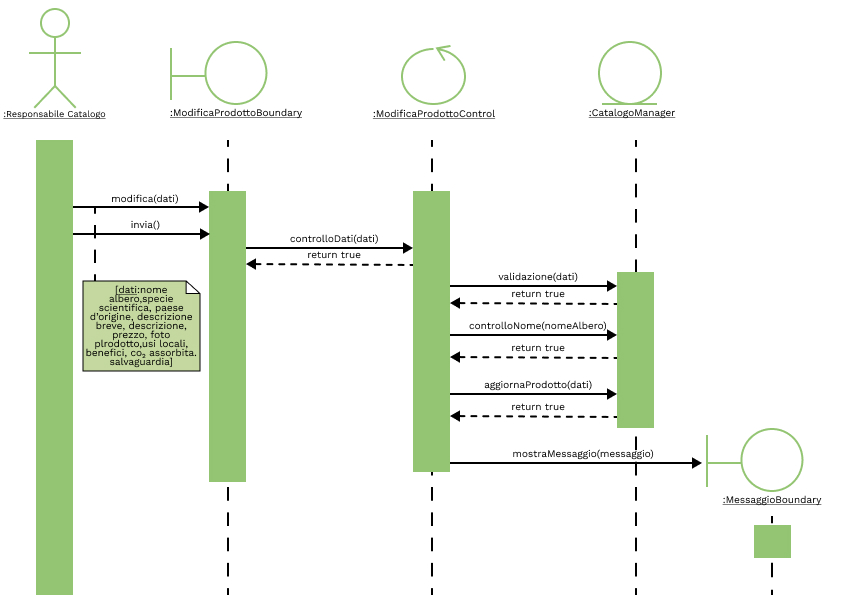 :Responsabile Catalogo
:ModificaProdottoBoundary
:ModificaProdottoControl
:CatalogoManager
modifica(dati)
invia()
controlloDati(dati)
return true
validazione(dati)
return true
[dati:nome
albero,specie
scientifica, paese
d'origine, descrizione
breve, descrizione,
prezzo, foto
plrodotto,usi locali,
benefici, co₂ assorbita.
salvaguardia]
controlloNome(nomeAlbero)
return true
aggiornaProdotto(dati)
return true
mostraMessaggio(messaggio)
:MessaggioBoundary